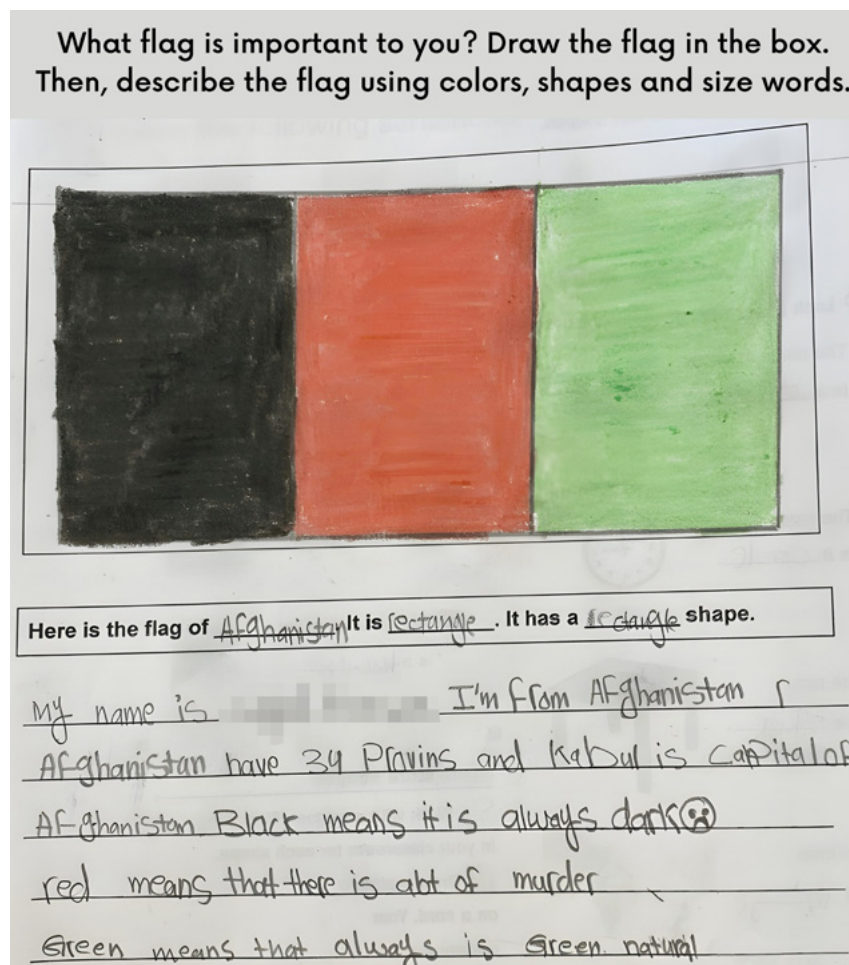 What flag is important to you? Draw the flag in the box.
Then, describe the flag using colors, shapes and size words.
Here is the flag of Afghanistan It is rectangle. It has a rectangle shape.
My name is I'm from Afghanistan
Afghanistan have 34 Pravins and Kabul is Capital of
Afghanistan Black means it is always dark
red means that there is abt of murder
Green means that always is Green natural